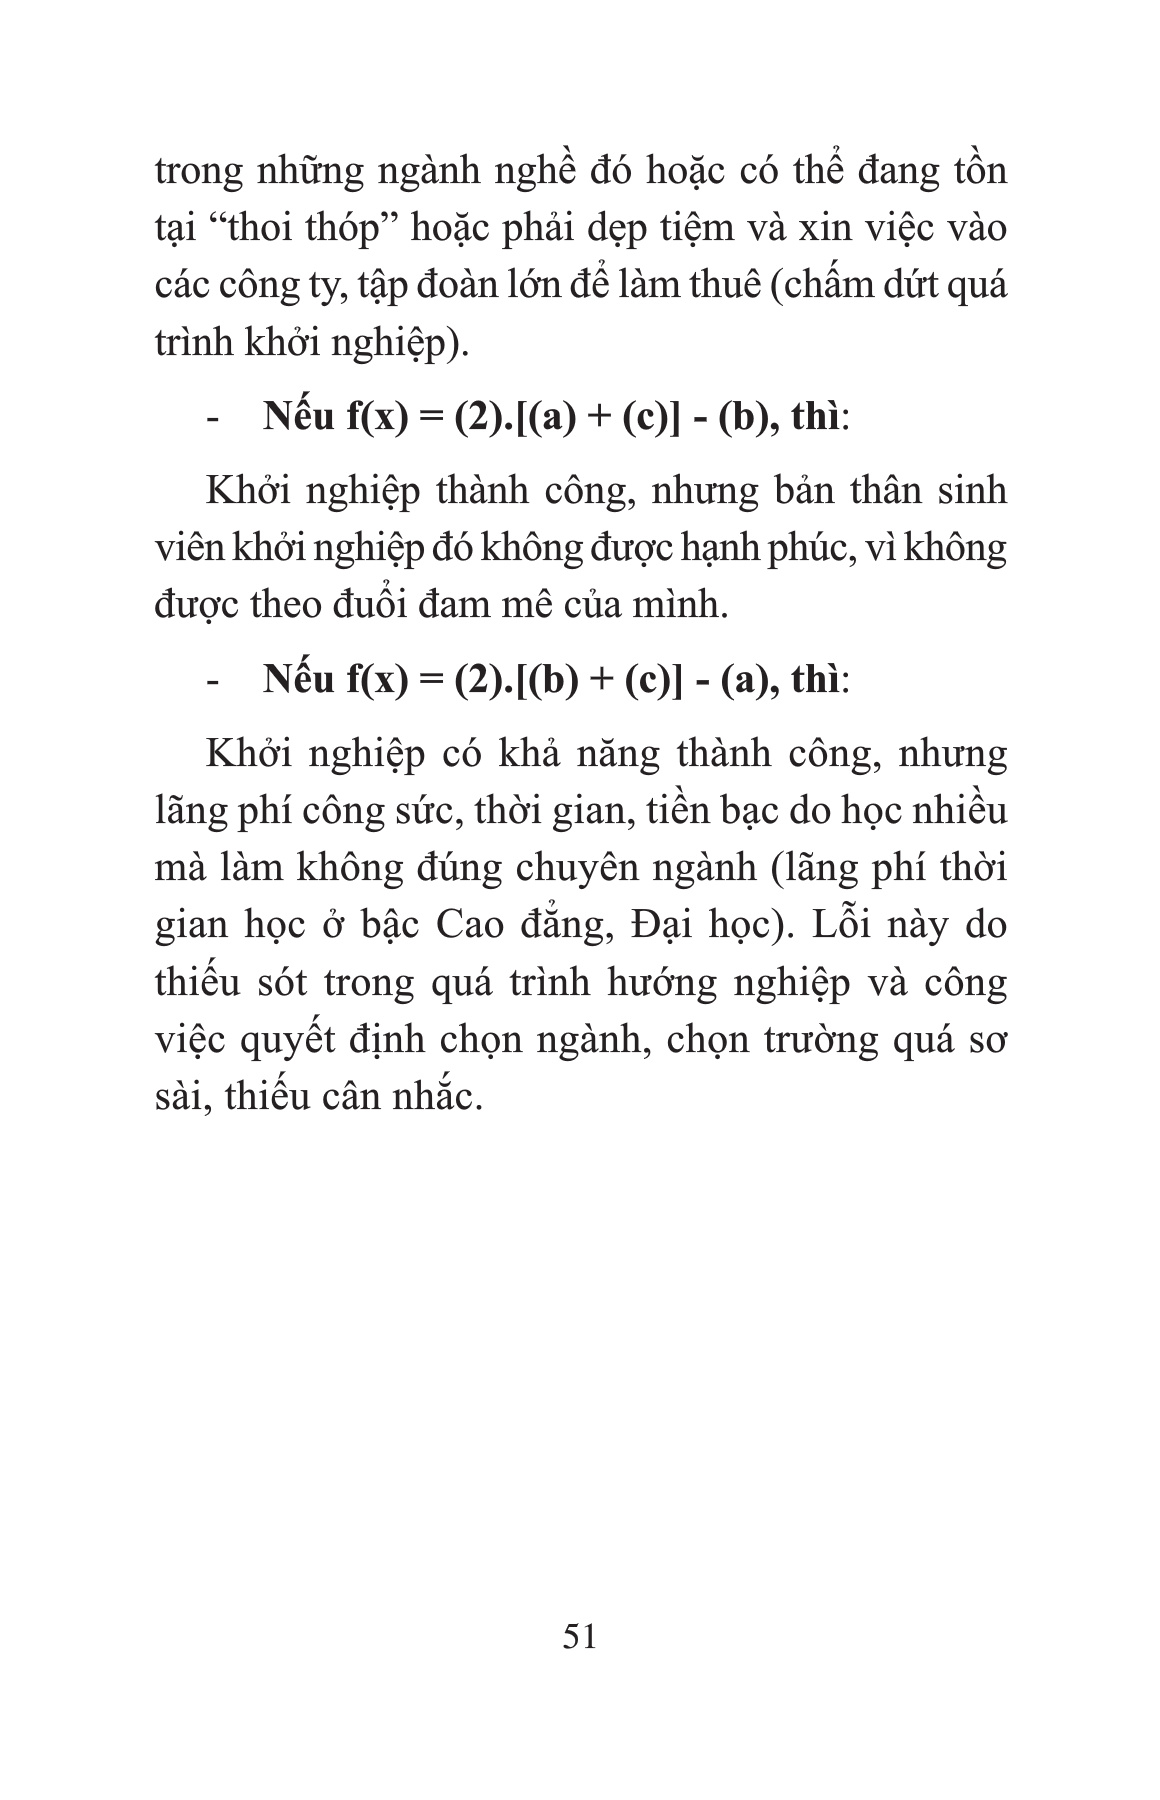 trong những ngành nghề đó hoặc có thể đang tồn
tại “thoi thóp” hoặc phải dẹp tiệm và xin việc vào
các công ty, tập đoàn lớn để làm thuê (chấm dứt quá
trình khởi nghiệp).
- Nếu f(x) = (2).[(a) + (c)] - (b), thì:
Khởi nghiệp thành công, nhưng bản thân sinh
viên khởi nghiệp đó không được hạnh phúc, vì không
được theo đuổi đam mê của mình.
- Nếu f(x) = (2).[(b) + (c)] - (a), thì:
Khởi nghiệp có khả năng thành công, nhưng
lãng phí công sức, thời gian, tiền bạc do học nhiều
mà làm không đúng chuyên ngành (lãng phí thời
gian học ở bậc Cao đẳng, Đại học). Lỗi này do
thiếu sót trong quá trình hướng nghiệp và công
việc quyết định chọn ngành, chọn trường quá sơ
sài, thiếu cân nhắc.
51